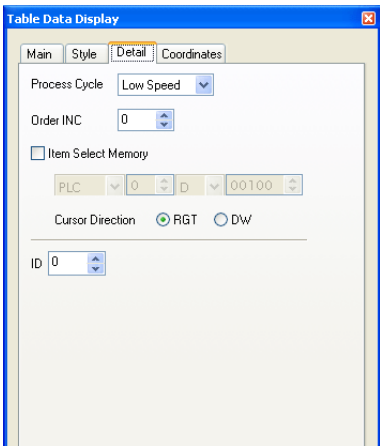 Table Data Display
Main Style Detail Coordinates
Process Cycle Low Speed
Order INC 0
Item Select Memory
PLC 0 D 00100
Cursor Direction RGT DW
ID 0